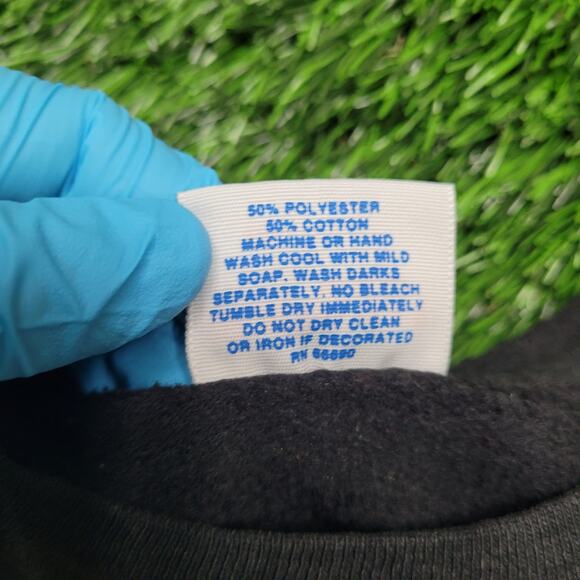 50% POLYESTER
50% COTTON
MACHINE OR HAND
WASH COOL WITH MILD
SOAP. WASH DARKS
SEPARATELY, NO BLEACH
TUMBLE DRY IMMEDIATELY
DO NOT DRY CLEAN
OR IRON IF DECORATED
RN